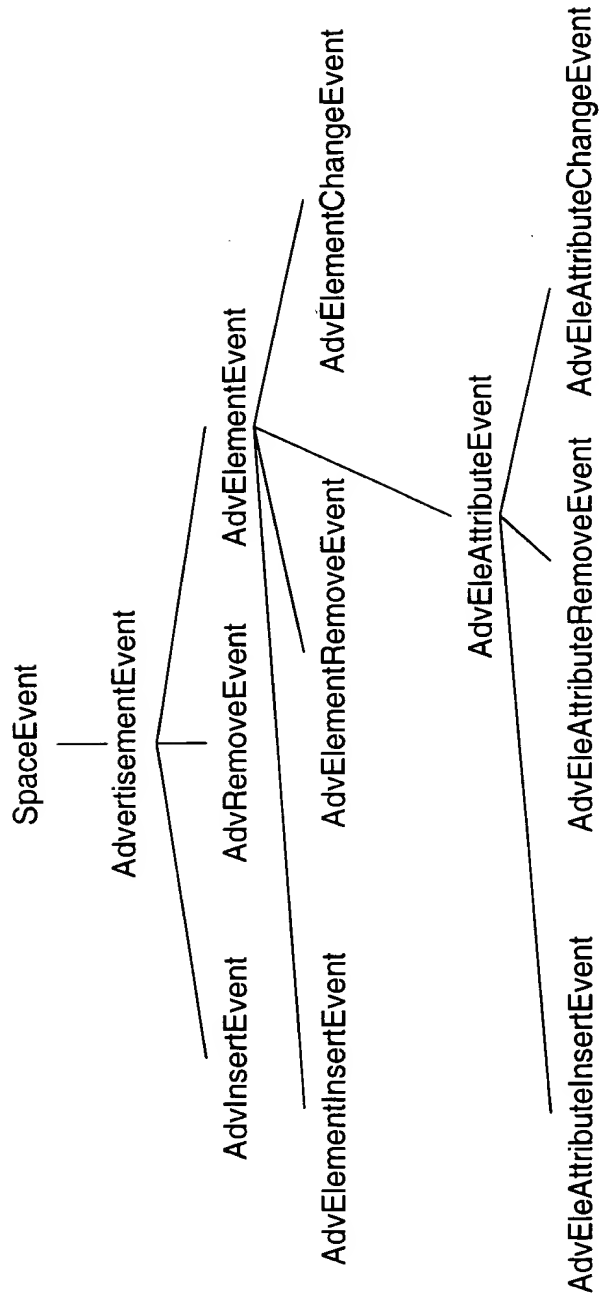 SpaceEvent
AdvertisementEvent
AdvInsertEvent
AdvRemoveEvent
AdvElementEvent
AdvElementInsertEvent
AdvElementRemoveEvent
AdvElementChangeEvent
AdvEleAttributeEvent
AdvEleAttributeInsertEvent
AdvEleAttributeRemoveEvent
AdvEleAttributeChangeEvent